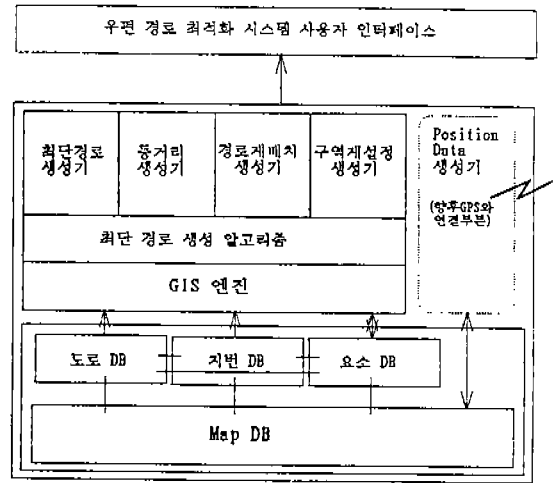 우편 경로 최적화 시스템 사용자 인터페이스
최단경로
생성기
등거리
생성기
경로재배치
생성기
구역재설정
생성기
Position
Data
생성기
(향후GPS와
연결부분)
최단 경로 생성 알고리즘
GIS 엔진
도로 DB
지번 DB
요소 DB
Map DB